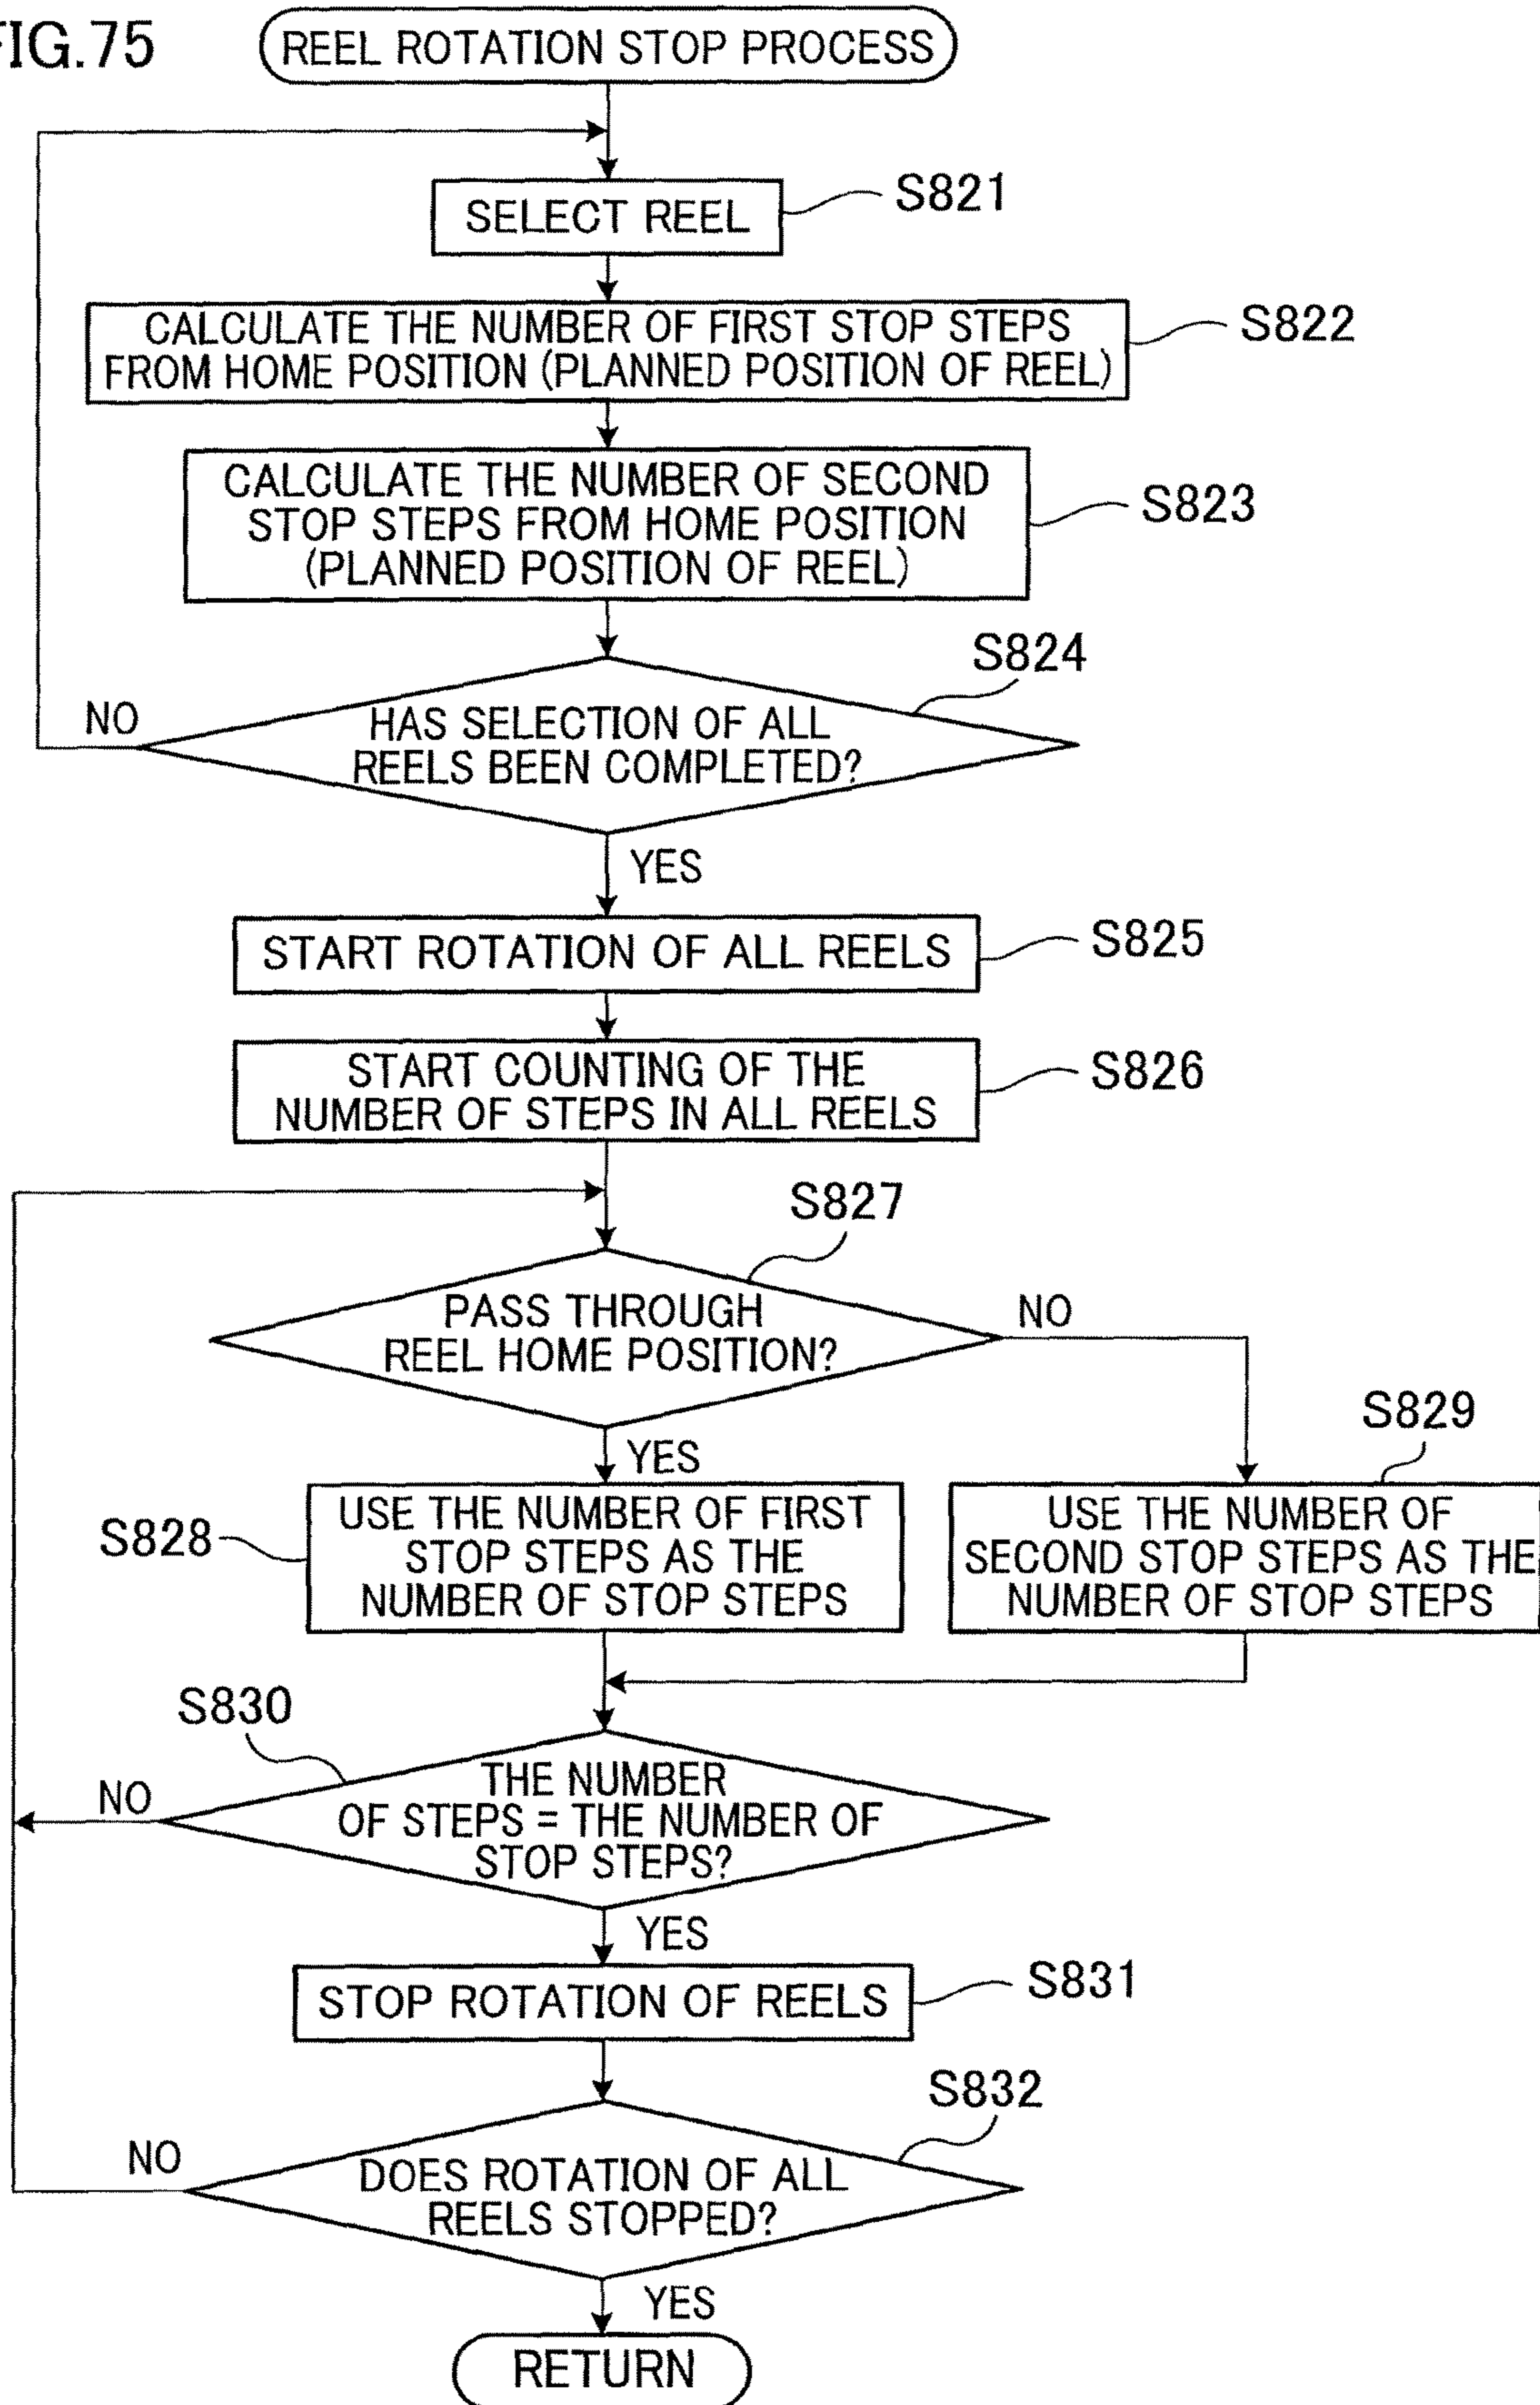 FIG.75
REEL ROTATION STOP PROCESS
SELECT REEL
S821
CALCULATE THE NUMBER OF FIRST STOP STEPS
FROM HOME POSITION (PLANNED POSITION OF REEL)
S822
CALCULATE THE NUMBER OF SECOND
STOP STEPS FROM HOME POSITION
(PLANNED POSITION OF REEL)
S823
S824
NO
HAS SELECTION OF ALL
REELS BEEN COMPLETED?
YES
START ROTATION OF ALL REELS
S825
START COUNTING OF THE
NUMBER OF STEPS IN ALL REELS
S826
S827
PASS THROUGH
REEL HOME POSITION?
NO
YES
S829
S828
USE THE NUMBER OF FIRST
STOP STEPS AS THE
NUMBER OF STOP STEPS
USE THE NUMBER OF
SECOND STOP STEPS AS THE
NUMBER OF STOP STEPS
S830
NO
THE NUMBER
OF STEPS = THE NUMBER OF
STOP STEPS?
YES
STOP ROTATION OF REELS
S831
S832
NO
DOES ROTATION OF ALL
REELS STOPPED?
YES
RETURN